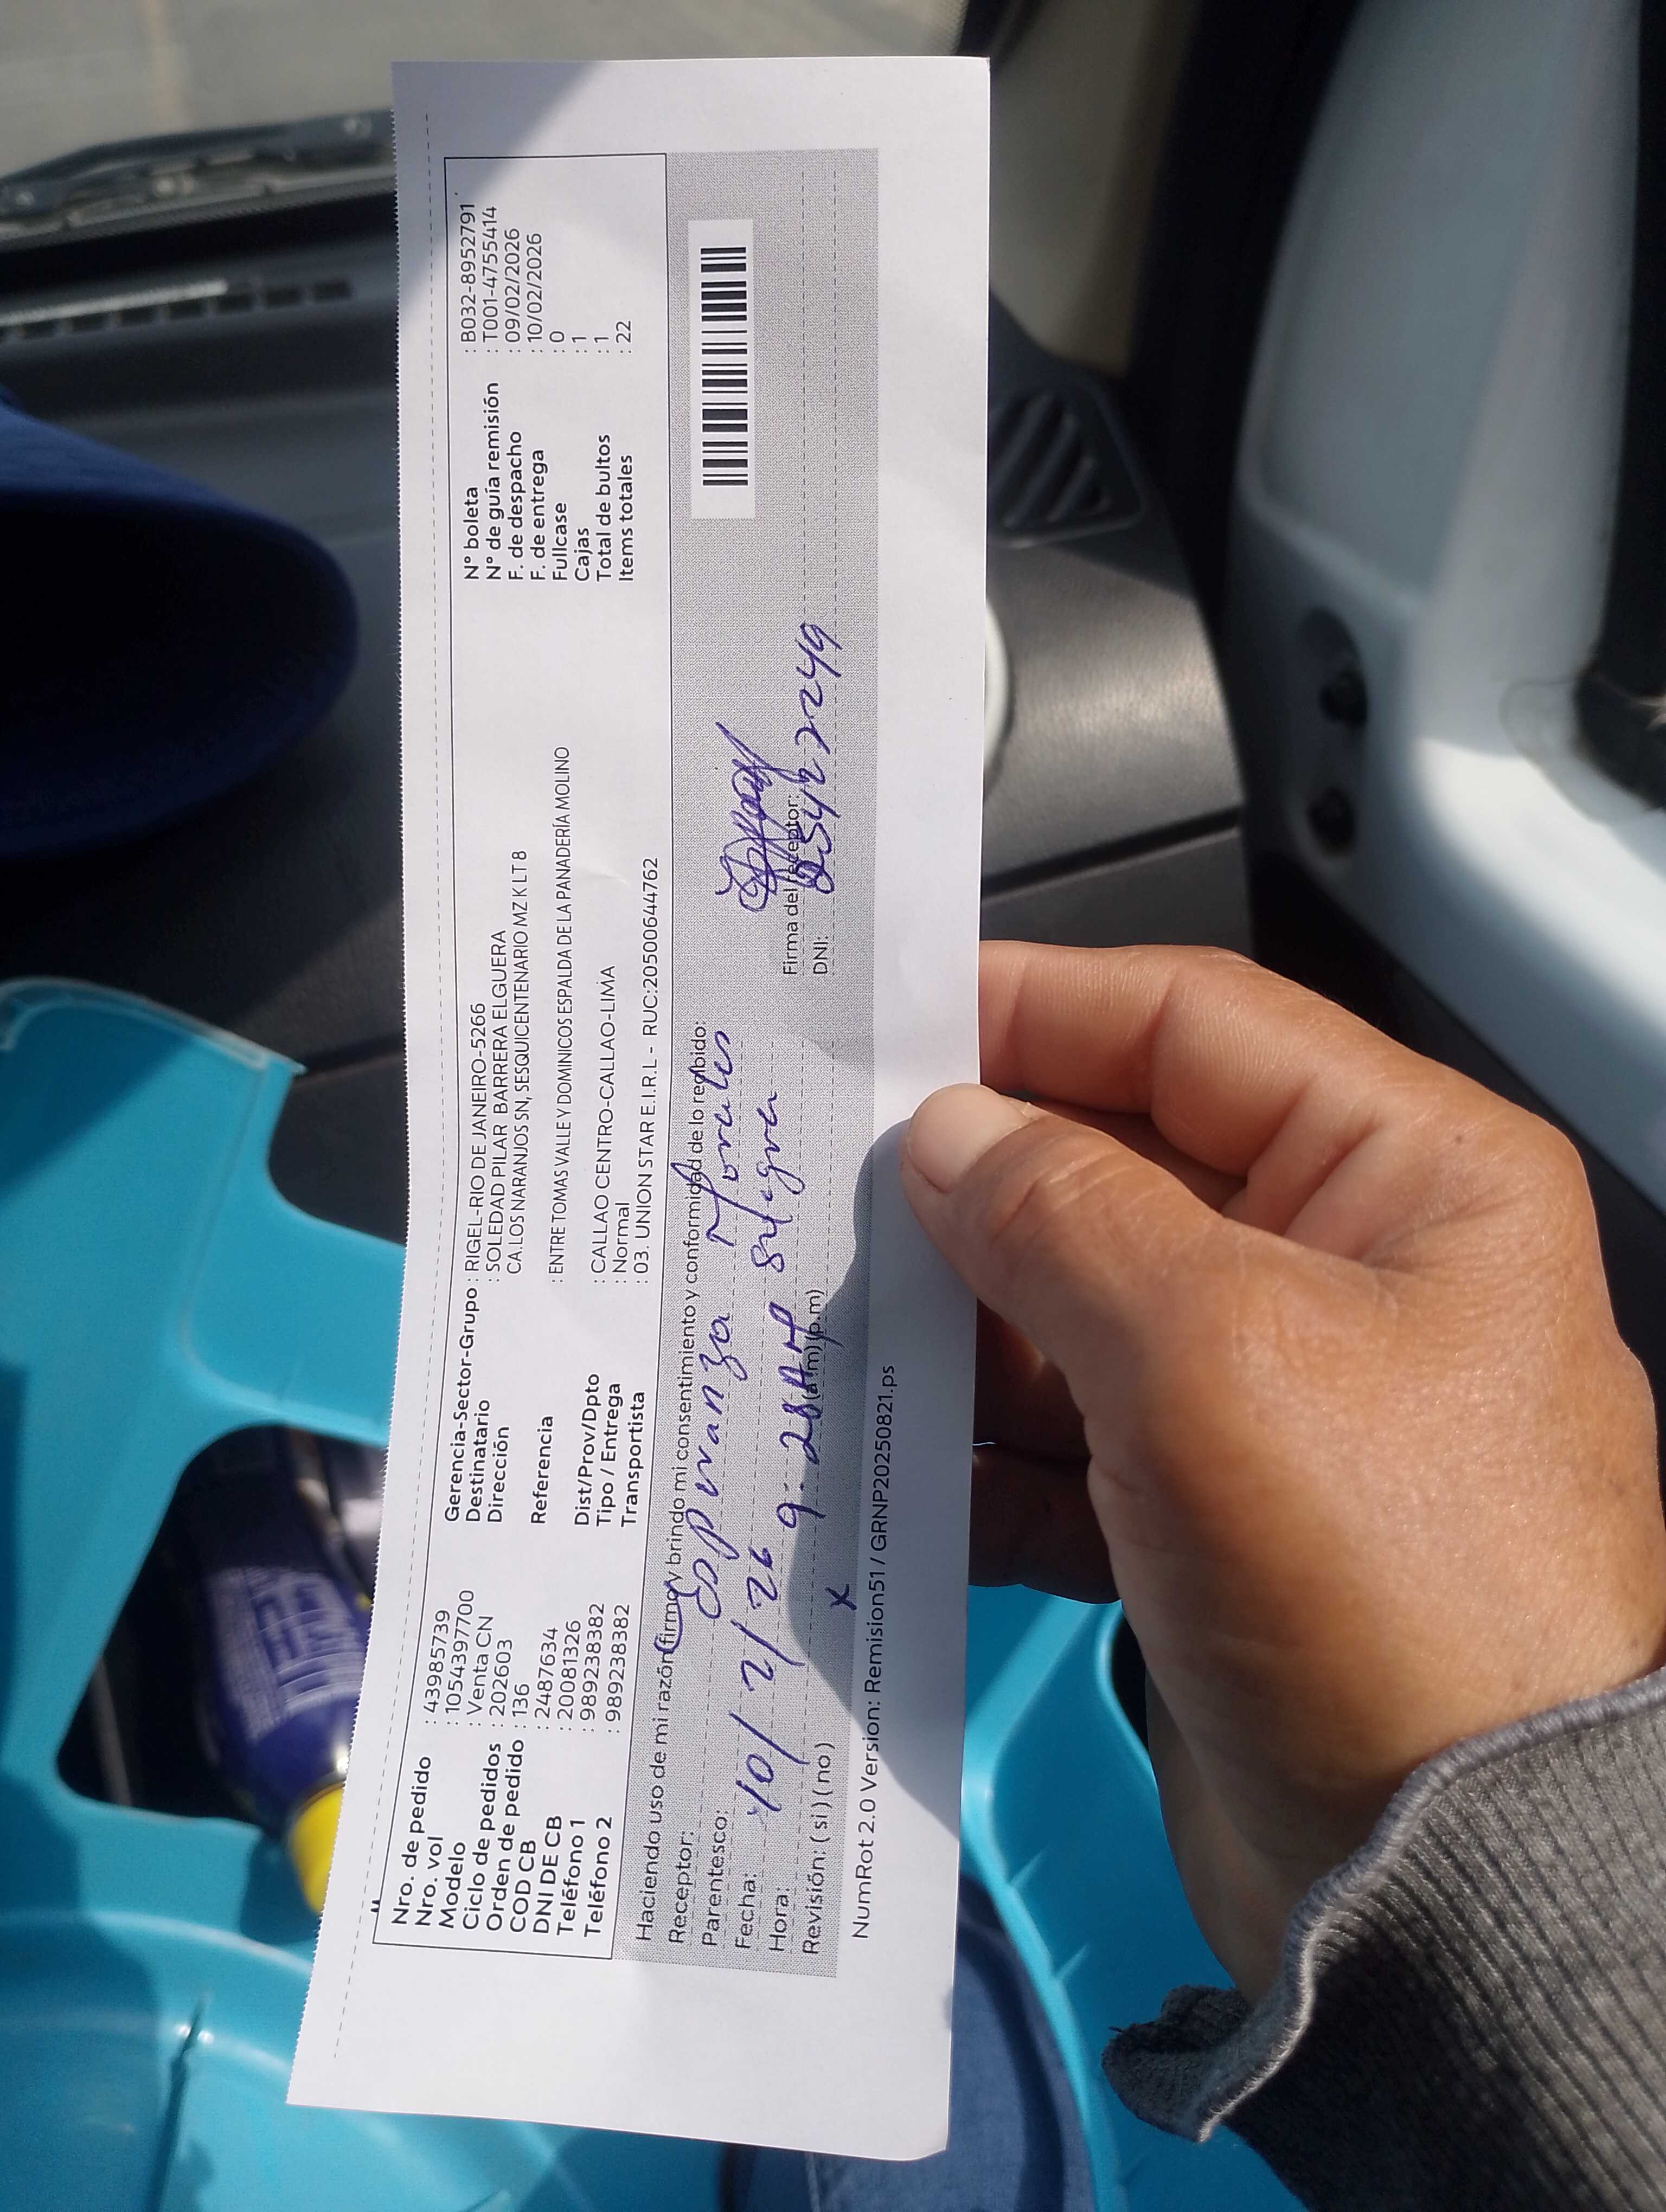 Nro. de pedido : 43985739
Nro. vol : 1054397700
Modelo : Venta CN
Ciclo de pedidos : 202603
Orden de pedido : 136
COD CB : 2487634
DNI DE CB : 20081326
Teléfono 1 : 989238382
Teléfono 2 : 989238382
Gerencia-Sector-Grupo : RIGEL-RIO DE JANEIRO-5266
Destinatario : SOLEDAD PILAR BARRERA ELGUERA
Dirección CA.LOS NARANJOS SN, SESQUICENTENARIO MZ K LT 8
Referencia : ENTRE TOMAS VALLE Y DOMINICOS ESPALDA DE LA PANADERÍA MOLINO
Dist/Prov/Dpto : CALLAO CENTRO-CALLAO-LIMA
Tipo / Entrega : Normal
Transportista : 03. UNION STAR E.I.R.L - RUC:20500644762
N° boleta : B032-8952791
N° de guía remisión : T001-4755414
F. de despacho : 09/02/2026
F. de entrega : 10/02/2026
Fullcase : 0
Cajas : 1
Total de bultos : 1
Items totales : 22
Haciendo uso de mi razón firmo y brindo mi consentimiento y conformidad de lo recibido:
Receptor: Esperanza Morales
Parentesco: suegra
Fecha: 10/2/26
Hora: 9:28 AM (a.m) (p.m)
Revisión: ( si ) ( no ) x
Firma del receptor:
DNI:
NumRot 2.0 Version: Remision51 / GRNP20250821.ps